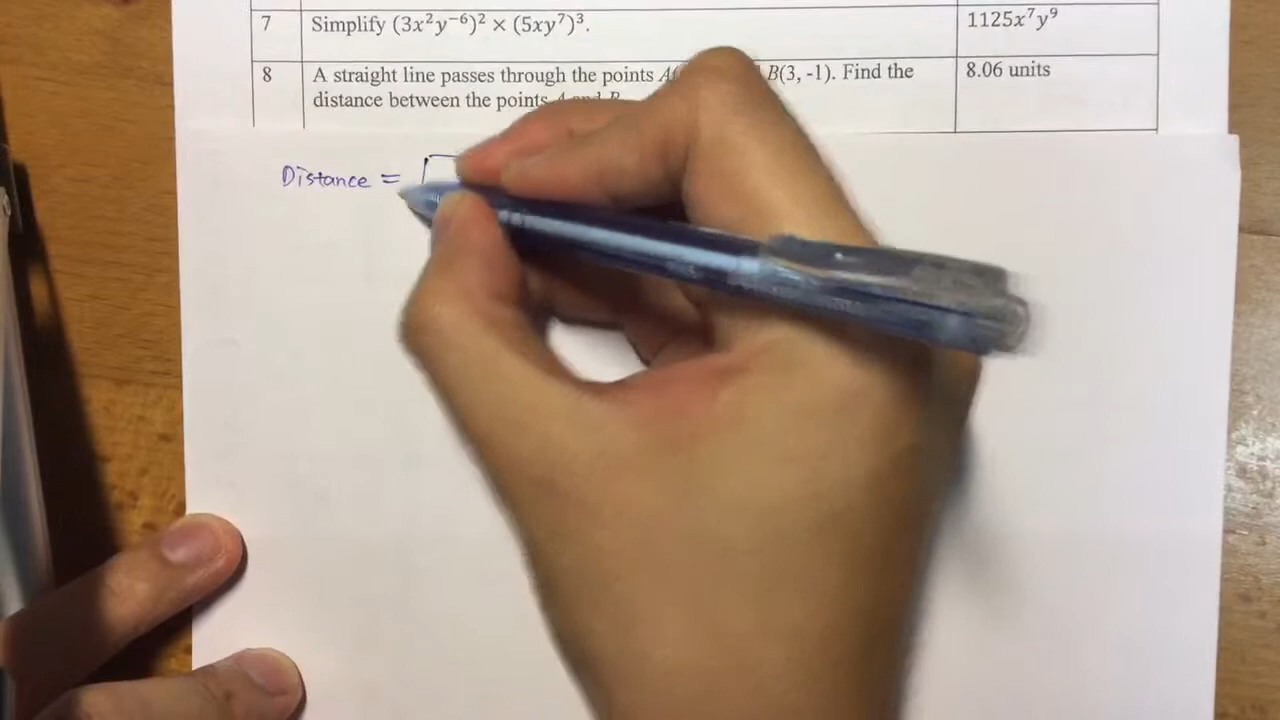 7 Simplify (3x²y⁻⁶)² × (5xy⁷)³. 1125x⁷y⁹
8 A straight line passes through the points A( B(3, -1). Find the 8.06 units
distance between the points A and B
Distance =